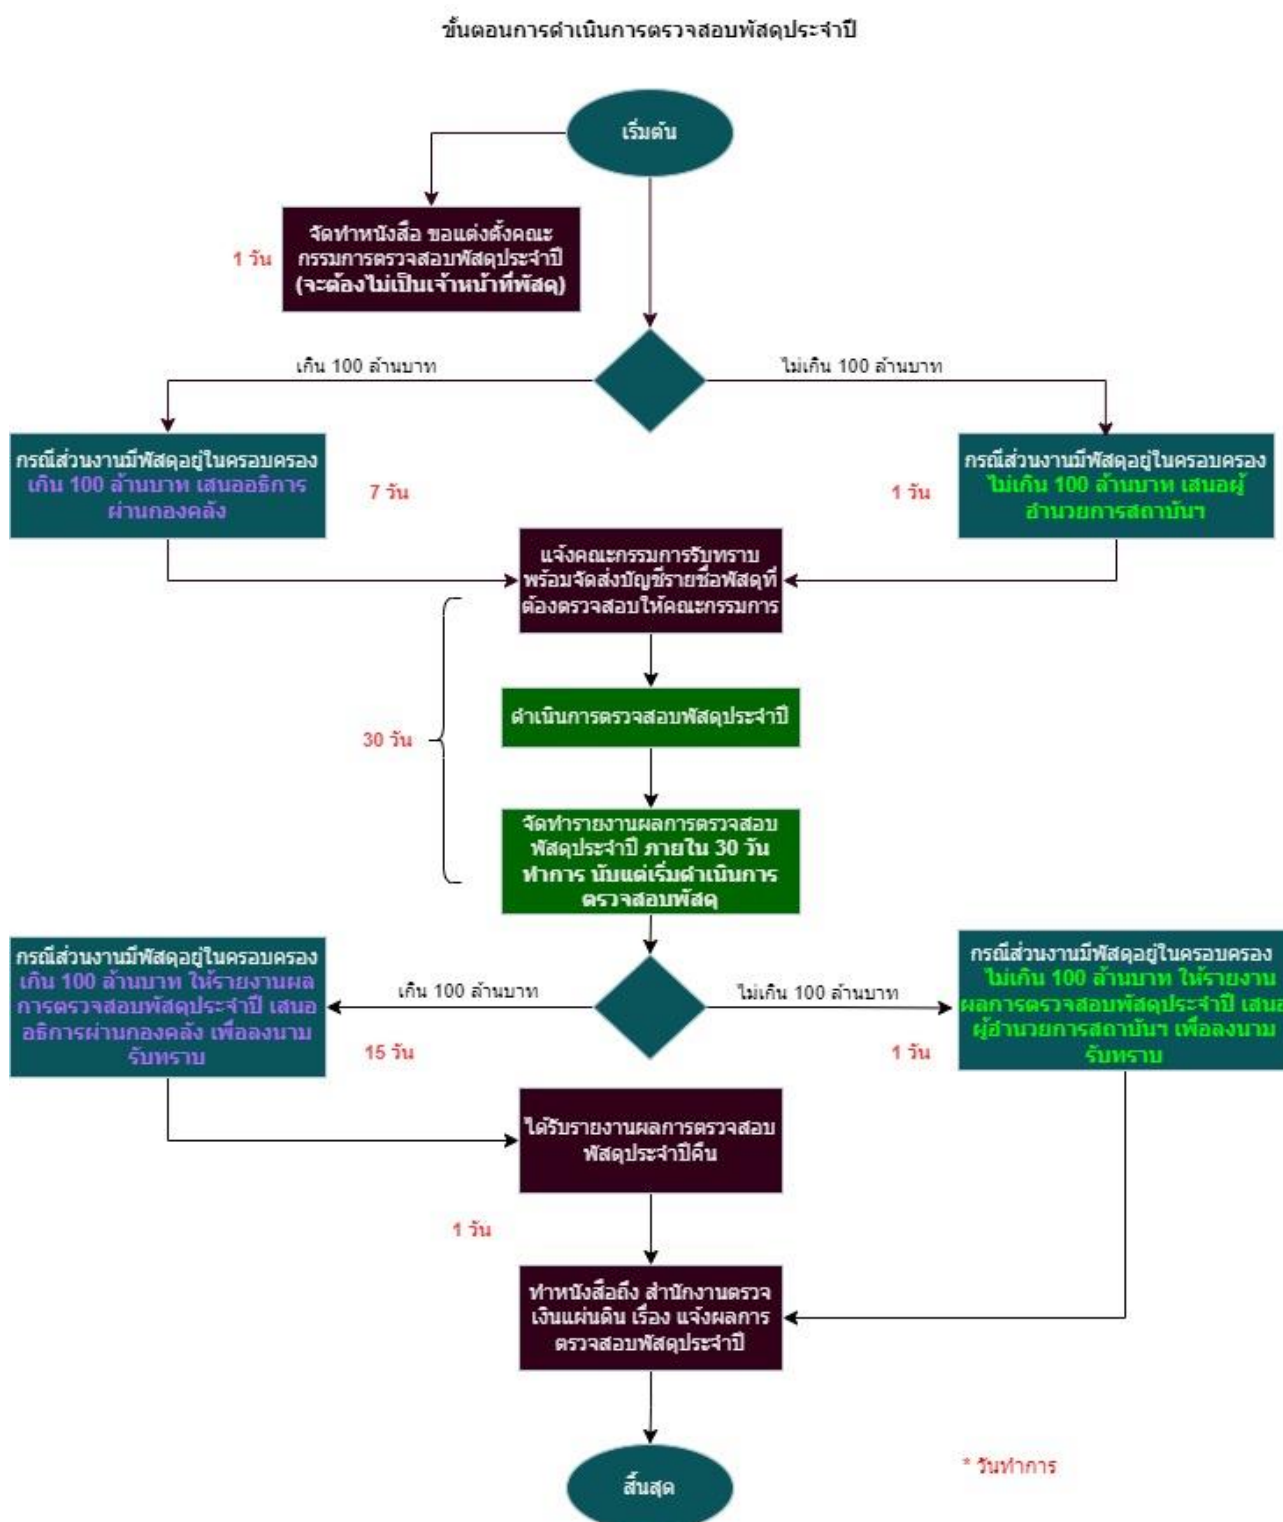 ขั้นตอนการดำเนินการตรวจสอบพัสดุประจำปี
เริ่มต้น
จัดทำหนังสือ ขอแต่งตั้งคณะ
กรรมการตรวจสอบพัสดุประจำปี
(จะต้องไม่เป็นเจ้าหน้าที่พัสดุ)
1 วัน
เกิน 100 ล้านบาท
ไม่เกิน 100 ล้านบาท
กรณีส่วนงานมีพัสดุอยู่ในครอบครอง
เกิน 100 ล้านบาท เสนออธิการ
ผ่านกองคลัง
7 วัน
1 วัน
กรณีส่วนงานมีพัสดุอยู่ในครอบครอง
ไม่เกิน 100 ล้านบาท เสนอผู้
อำนวยการสถาบันฯ
แจ้งคณะกรรมการรับทราบ
พร้อมจัดส่งบัญชีรายชื่อพัสดุที่
ต้องตรวจสอบให้คณะกรรมการ
ดำเนินการตรวจสอบพัสดุประจำปี
30 วัน
จัดทำรายงานผลการตรวจสอบ
พัสดุประจำปี ภายใน 30 วัน
ทำการ นับแต่เริ่มดำเนินการ
ตรวจสอบพัสดุ
กรณีส่วนงานมีพัสดุอยู่ในครอบครอง
เกิน 100 ล้านบาท ให้รายงานผล
การตรวจสอบพัสดุประจำปี เสนอ
อธิการผ่านกองคลัง เพื่อลงนาม
รับทราบ
เกิน 100 ล้านบาท
ไม่เกิน 100 ล้านบาท
15 วัน
1 วัน
กรณีส่วนงานมีพัสดุอยู่ในครอบครอง
ไม่เกิน 100 ล้านบาท ให้รายงาน
ผลการตรวจสอบพัสดุประจำปี เสนอ
ผู้อำนวยการสถาบันฯ เพื่อลงนาม
รับทราบ
ได้รับรายงานผลการตรวจสอบ
พัสดุประจำปีคืน
1 วัน
ทำหนังสือถึง สำนักงานตรวจ
เงินแผ่นดิน เรื่อง แจ้งผลการ
ตรวจสอบพัสดุประจำปี
* วันทำการ
สิ้นสุด